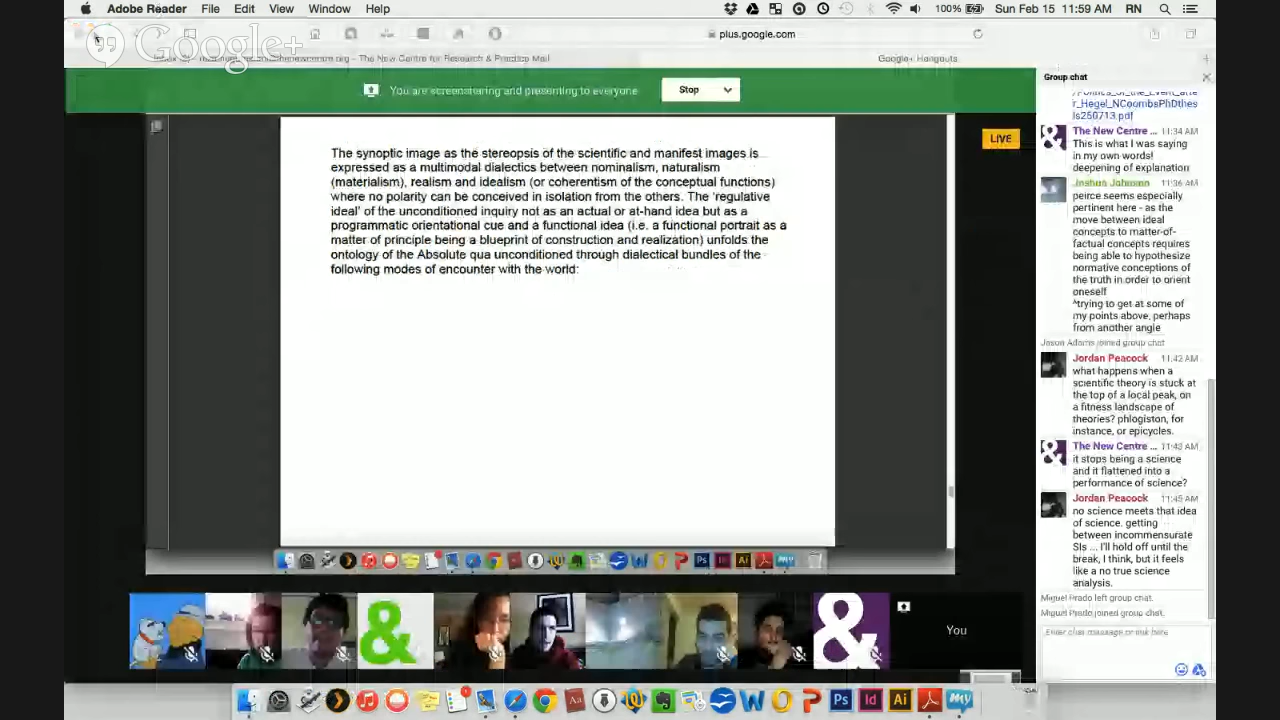 Adobe Reader File Edit View Window Help
100% Sun Feb 15 11:59 AM RN
Google+
plus.google.com
The New Centre for Research & Practice Mail
Google+ Hangouts
You are screensharing and presenting to everyone
Stop
LIVE
The synoptic image as the stereopsis of the scientific and manifest images is
expressed as a multimodal dialectics between nominalism, naturalism
(materialism), realism and idealism (or coherentism of the conceptual functions)
where no polarity can be conceived in isolation from the others. The 'regulative
ideal' of the unconditioned inquiry not as an actual or at-hand idea but as a
programmatic orientational cue and a functional idea (i.e. a functional portrait as a
matter of principle being a blueprint of construction and realization) unfolds the
ontology of the Absolute qua unconditioned through dialectical bundles of the
following modes of encounter with the world:
You
Group chat
r_Hegel_NCoombsPhDthes
is250713.pdf
The New Centre ... 11:34 AM
This is what I was saying
in my own words!
deepening of explanation
Joshua Johnson 11:36 AM
peirce seems especially
pertinent here - as the
move between ideal
concepts to matter-of-
factual concepts requires
being able to hypothesize
normative conceptions of
the truth in order to orient
oneself
^trying to get at some of
my points above, perhaps
from another angle
Jason Adams joined group chat
Jordan Peacock 11:42 AM
what happens when a
scientific theory is stuck at
the top of a local peak, on
a fitness landscape of
theories? phlogiston, for
instance, or epicycles.
The New Centre ... 11:43 AM
it stops being a science
and it flattened into a
performance of science?
Jordan Peacock 11:45 AM
no science meets that idea
of science. getting
between incommensurate
SIs ... I'll hold off until the
break, I think, but it feels
like a no true science
analysis.
Miguel Prado left group chat.
Miguel Prado joined group chat.
Enter chat message or link here